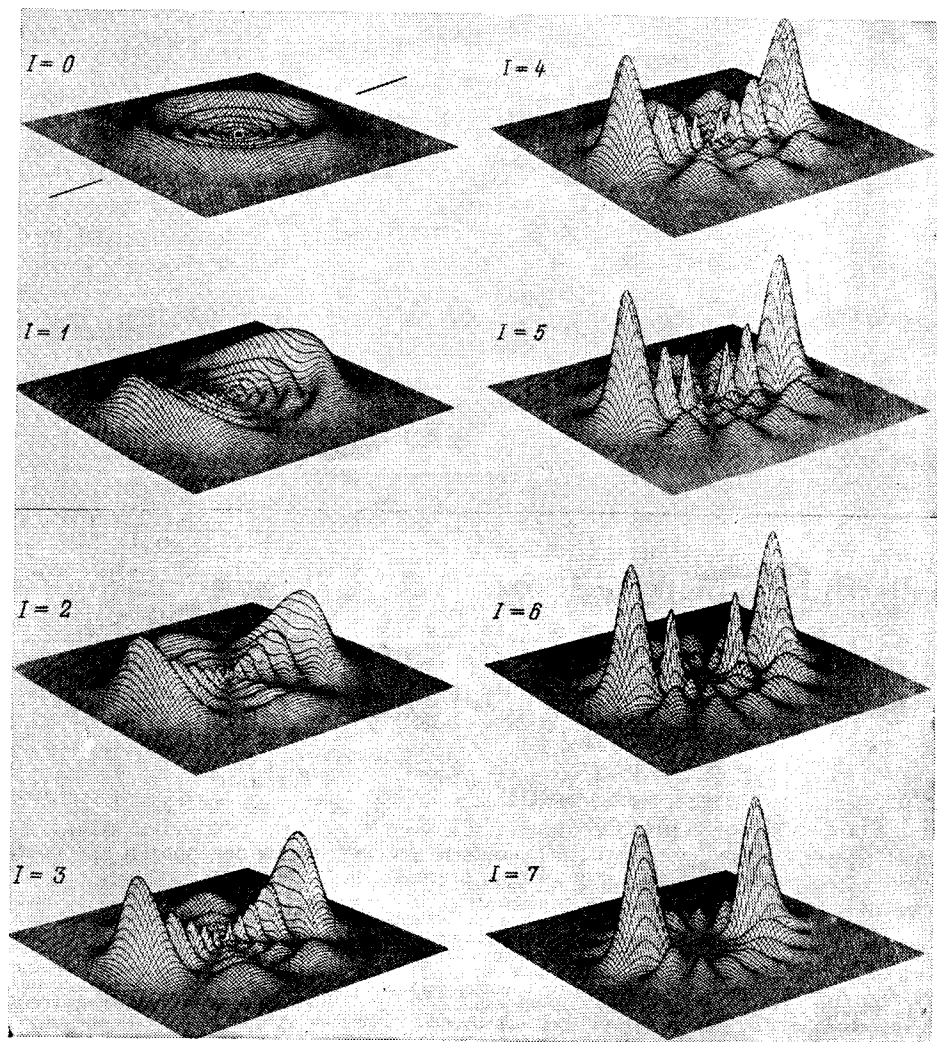 I = 0
I = 1
I = 2
I = 3
I = 4
I = 5
I = 6
I = 7